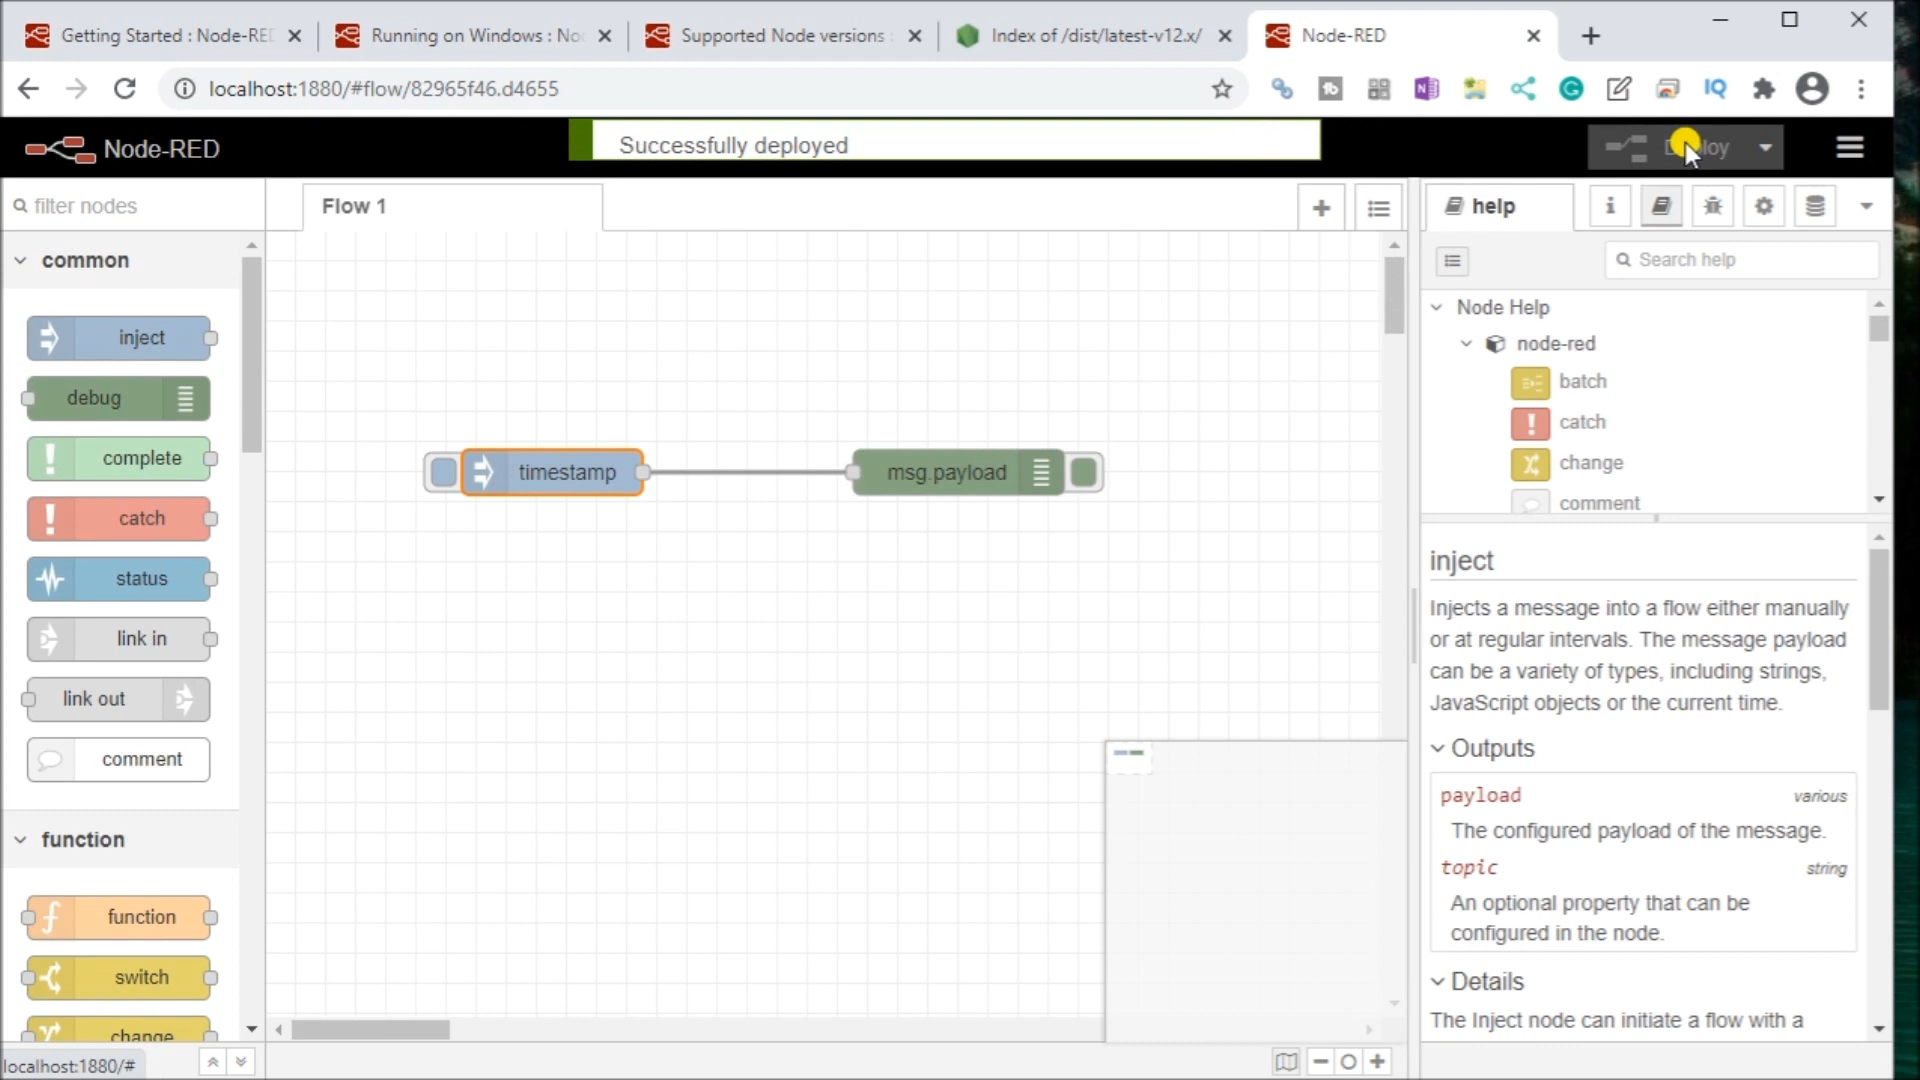 Getting Started : Node-RE
Running on Windows : No
Supported Node versions
Index of /dist/latest-v12.x/
Node-RED
localhost:1880/#flow/82965f46.d4655
IQ
Node-RED
Successfully deployed
filter nodes
Flow 1
help
common
Search help
inject
debug
complete
catch
status
link in
link out
comment
function
function
switch
change
timestamp
msg.payload
Node Help
node-red
batch
catch
change
comment
inject
Injects a message into a flow either manually
or at regular intervals. The message payload
can be a variety of types, including strings,
JavaScript objects or the current time.
Outputs
payload various
The configured payload of the message.
topic string
An optional property that can be
configured in the node.
Details
The Inject node can initiate a flow with a
localhost:1880/#